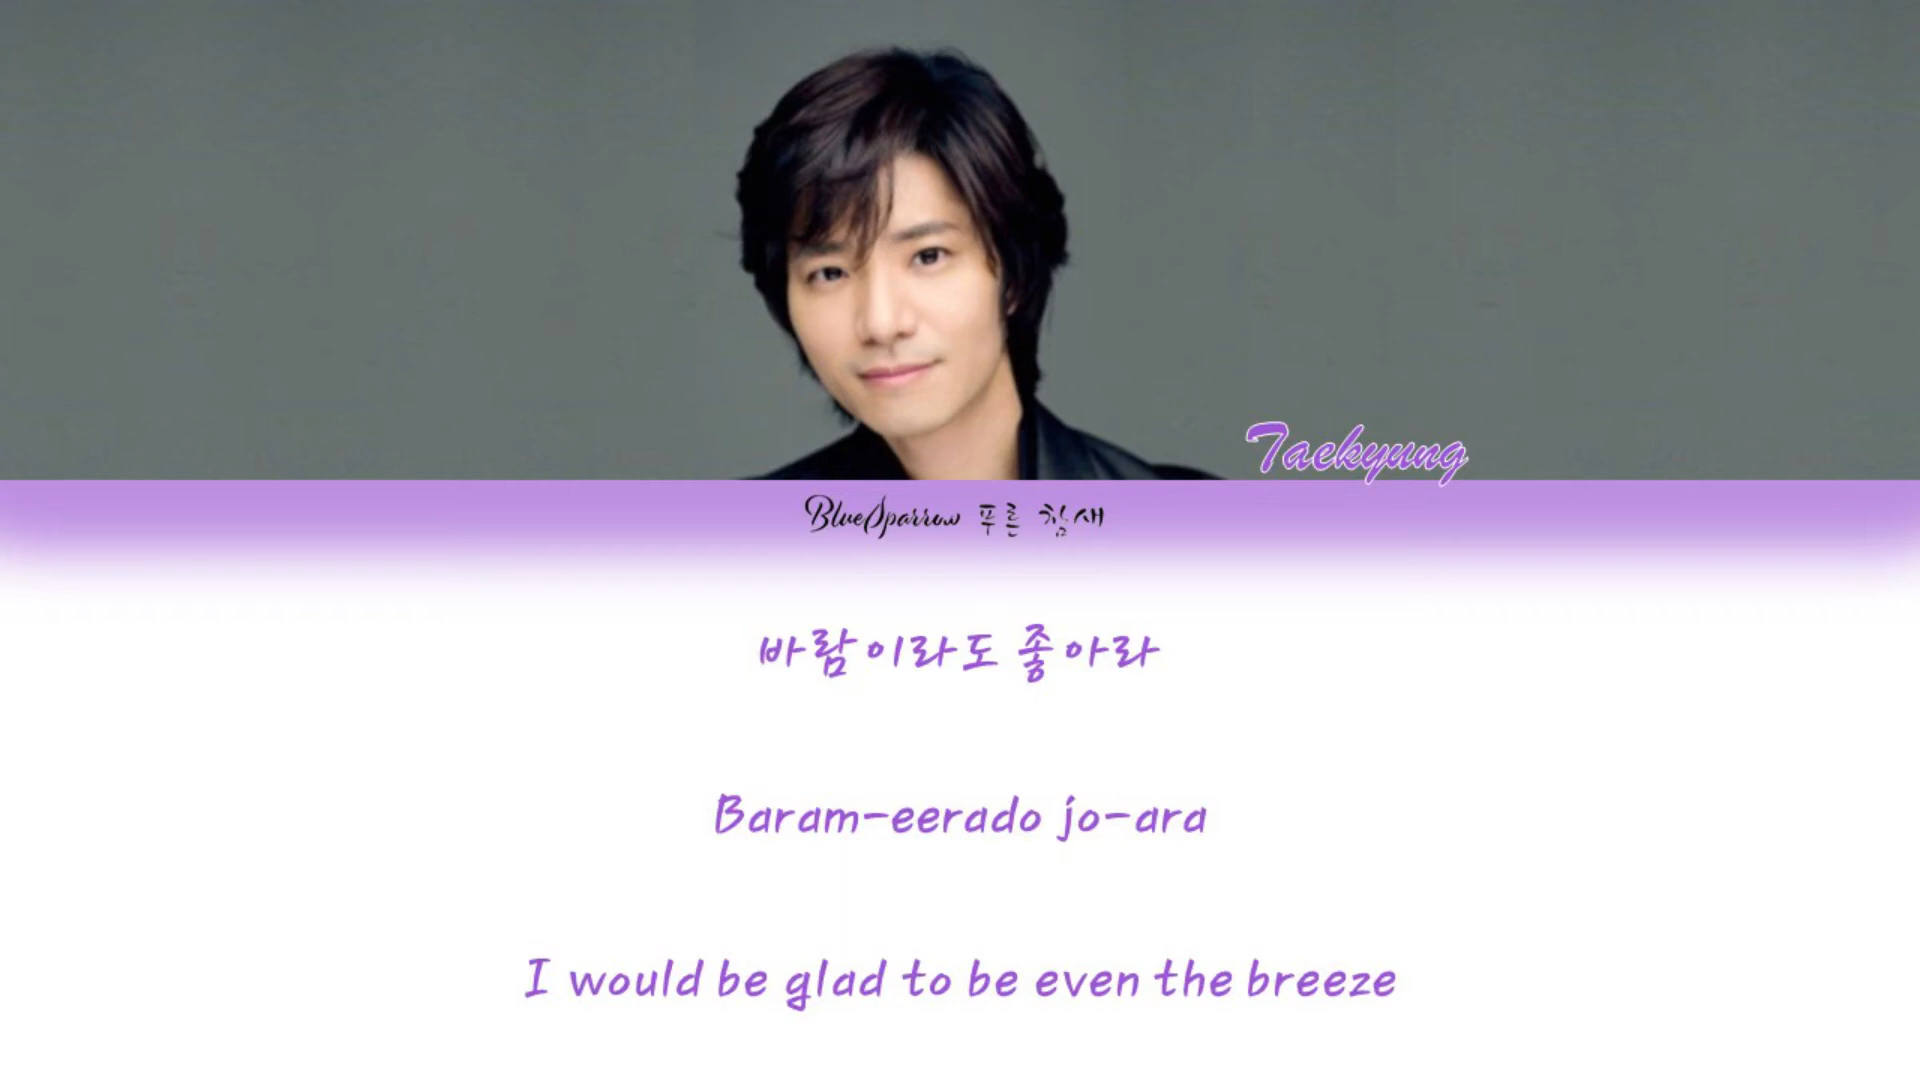 Taekyung
BlueSparrow 푸른 참새
바람이라도 좋아라
Baram-eerado jo-ara
I would be glad to be even the breeze